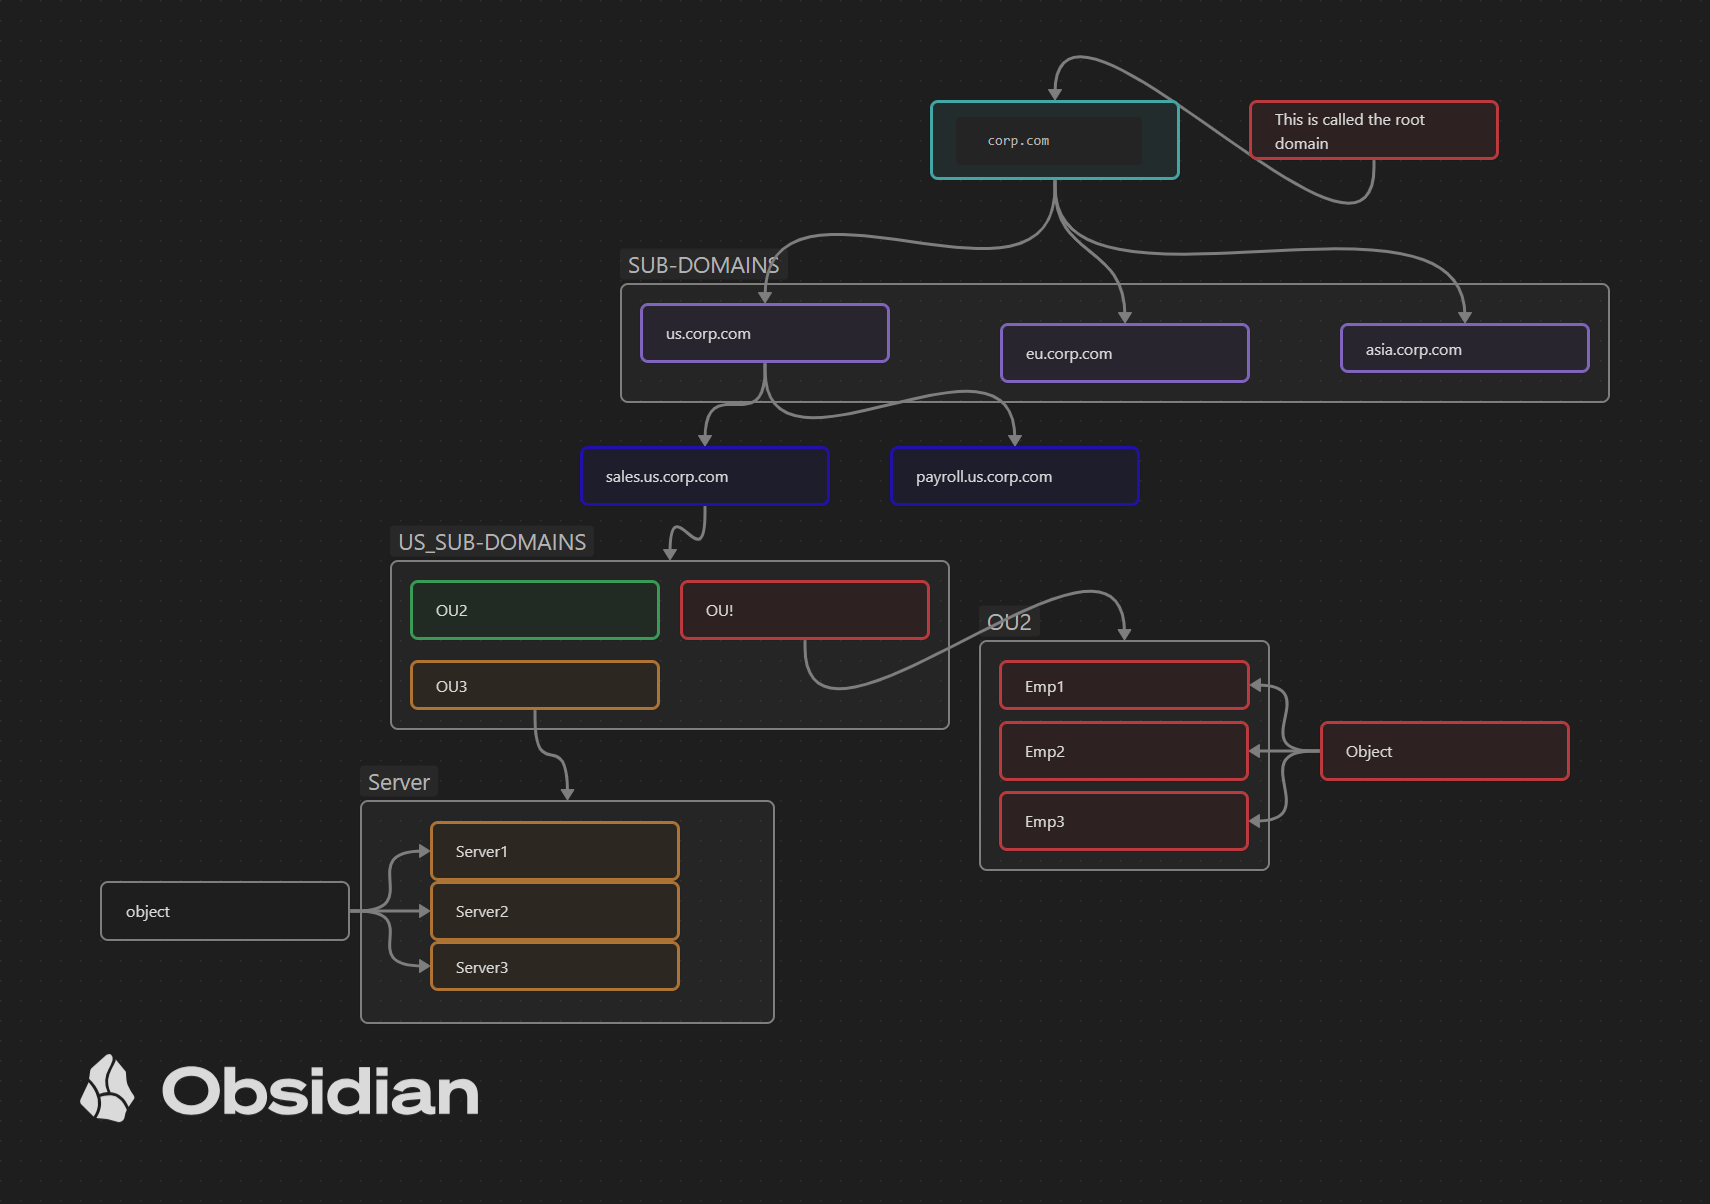 corp.com
This is called the root
domain
SUB-DOMAINS
us.corp.com
eu.corp.com
asia.corp.com
sales.us.corp.com
payroll.us.corp.com
US_SUB-DOMAINS
OU2
OU!
OU3
OU2
Emp1
Emp2
Emp3
Object
Server
Server1
Server2
Server3
object
Obsidian